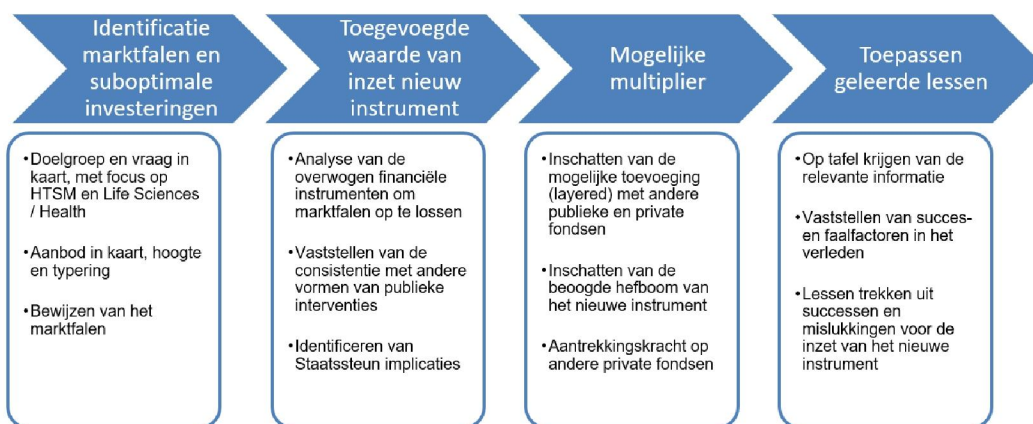 Identificatie
marktfalen en
suboptimale
investeringen
•Doelgroep en vraag in
kaart, met focus op
HTSM en Life Sciences
/ Health
•Aanbod in kaart, hoogte
en typering
•Bewijzen van het
marktfalen
Toegevoegde
waarde van
inzet nieuw
instrument
•Analyse van de
overwogen financiële
instrumenten om
marktfalen op te lossen
•Vaststellen van de
consistentie met andere
vormen van publieke
interventies
•Identificeren van
Staatssteun implicaties
Mogelijke
multiplier
•Inschatten van de
mogelijke toevoeging
(layered) met andere
publieke en private
fondsen
•Inschatten van de
beoogde hefboom van
het nieuwe instrument
•Aantrekkingskracht op
andere private fondsen
Toepassen
geleerde lessen
•Op tafel krijgen van de
relevante informatie
•Vaststellen van succes-
en faalfactoren in het
verleden
•Lessen trekken uit
successen en
mislukkingen voor de
inzet van het nieuwe
instrument